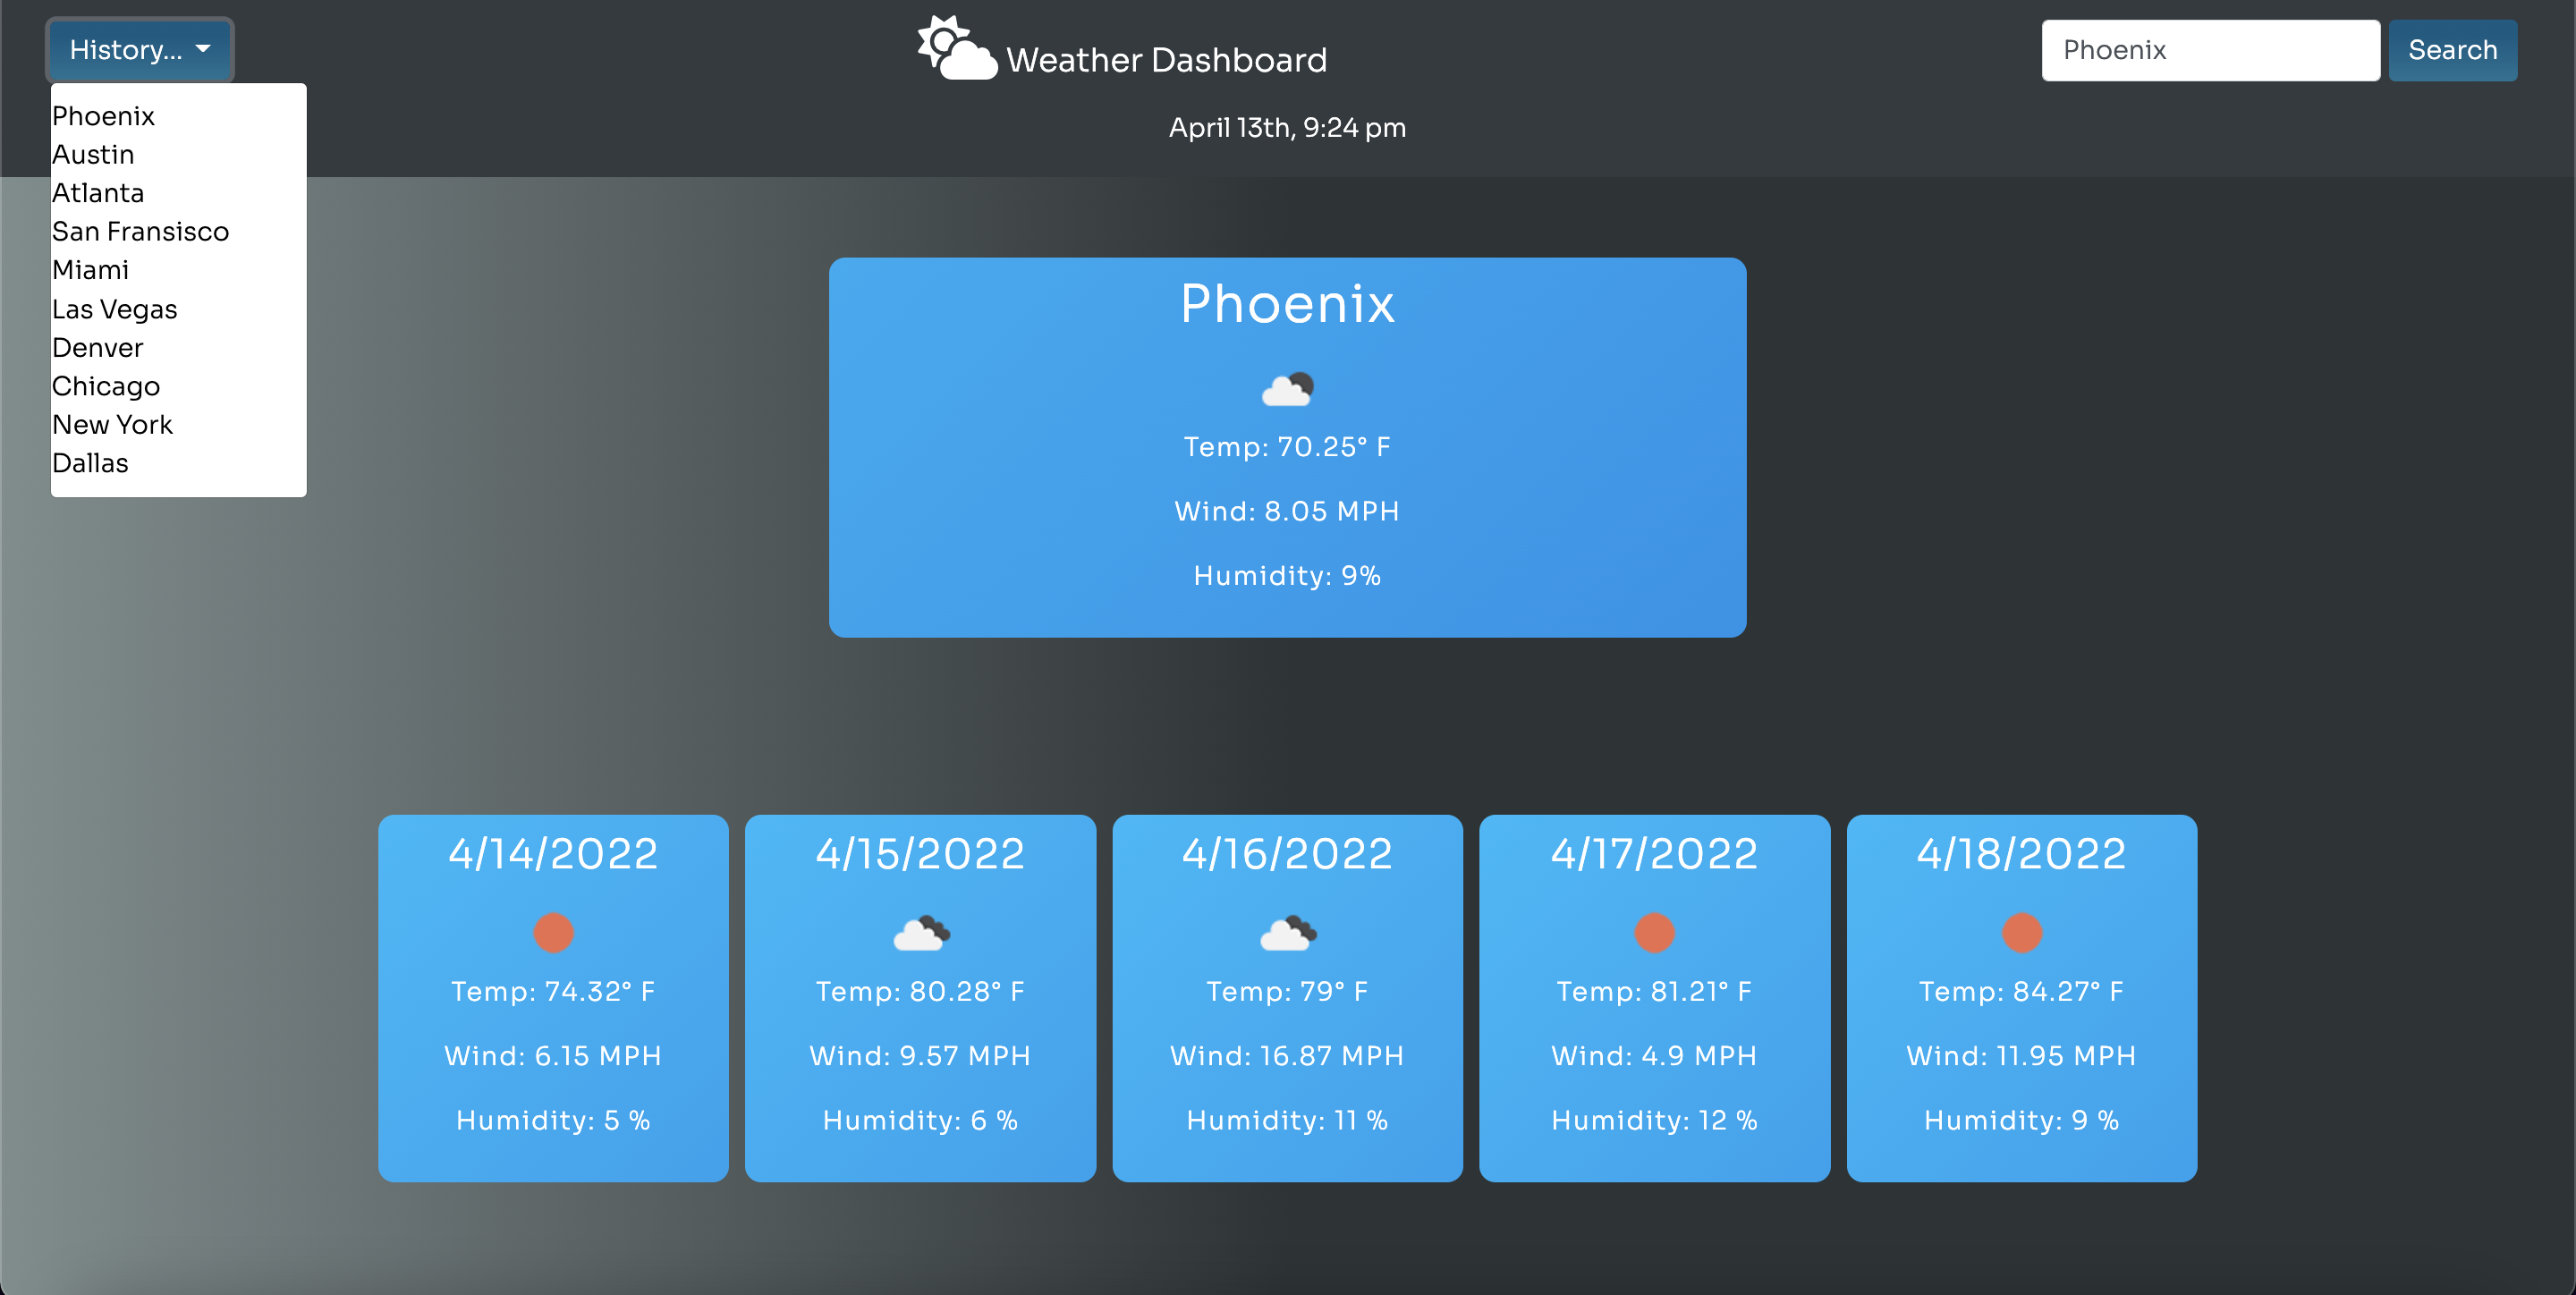 History...
Weather Dashboard
Phoenix
Search
April 13th, 9:24 pm
Phoenix
Austin
Atlanta
San Fransisco
Miami
Las Vegas
Denver
Chicago
New York
Dallas
Phoenix
Temp: 70.25° F
Wind: 8.05 MPH
Humidity: 9%
4/14/2022
Temp: 74.32° F
Wind: 6.15 MPH
Humidity: 5 %
4/15/2022
Temp: 80.28° F
Wind: 9.57 MPH
Humidity: 6 %
4/16/2022
Temp: 79° F
Wind: 16.87 MPH
Humidity: 11 %
4/17/2022
Temp: 81.21° F
Wind: 4.9 MPH
Humidity: 12 %
4/18/2022
Temp: 84.27° F
Wind: 11.95 MPH
Humidity: 9 %